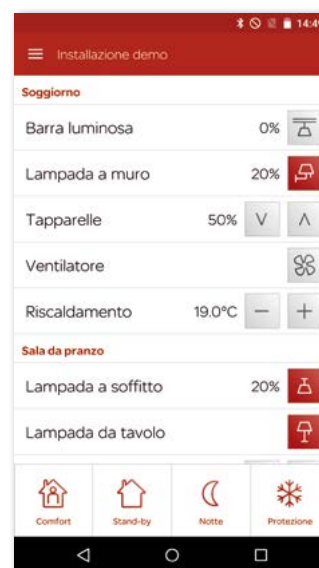 14:49
Installazione demo
Soggiorno
Barra luminosa 0%
Lampada a muro 20%
Tapparelle 50%
Ventilatore
Riscaldamento 19.0°C − +
Sala da pranzo
Lampada a soffitto 20%
Lampada da tavolo
Comfort Stand-by Notte Protezione